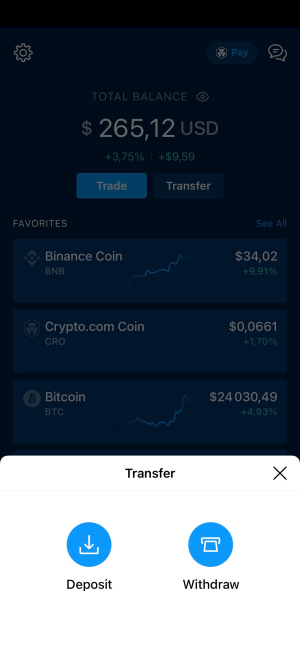 Pay
TOTAL BALANCE
$ 265,12 USD
+3,75% +$9,59
Trade Transfer
FAVORITES See All
Binance Coin $34,02
BNB +9,91%
Crypto.com Coin $0,0661
CRO +1,70%
Bitcoin $24 030,49
BTC +4,93%
Transfer
Deposit Withdraw